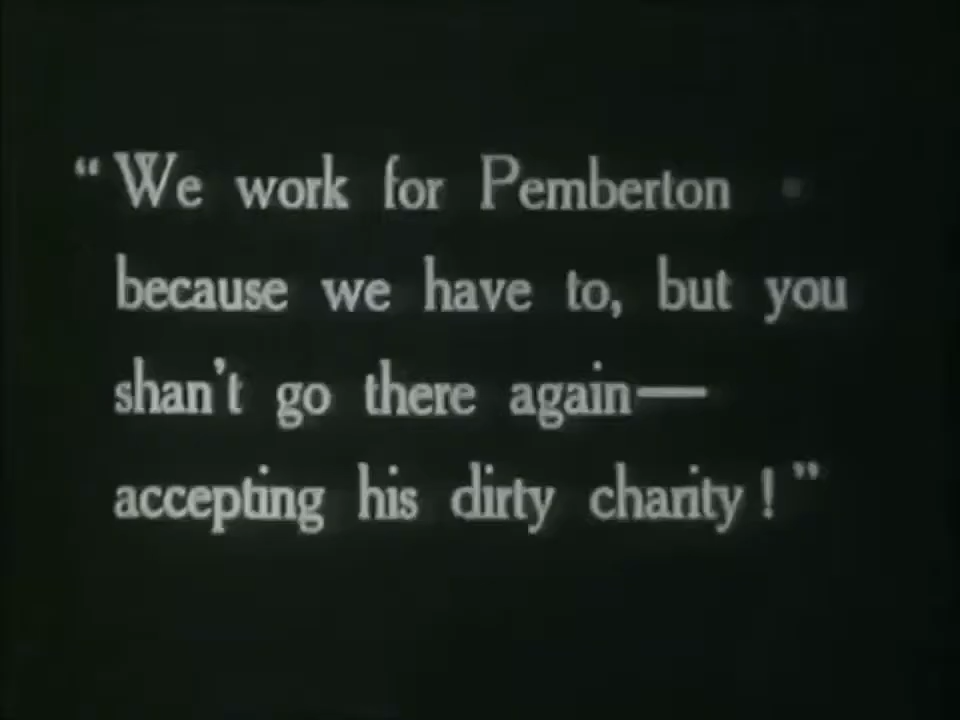 “We work for Pemberton
because we have to, but you
shan’t go there again—
accepting his dirty charity!”